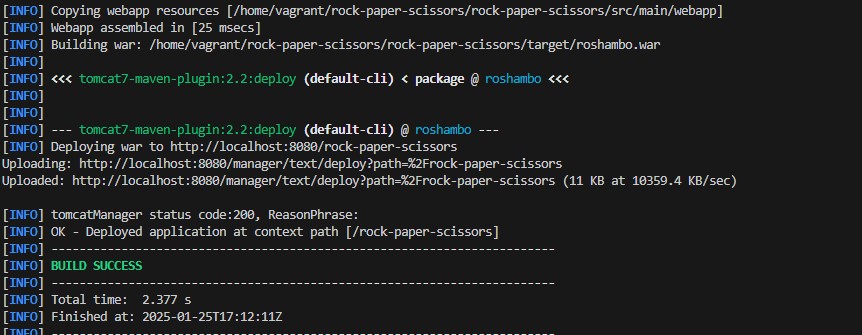 [INFO] Copying webapp resources [/home/vagrant/rock-paper-scissors/rock-paper-scissors/src/main/webapp]
[INFO] Webapp assembled in [25 msecs]
[INFO] Building war: /home/vagrant/rock-paper-scissors/rock-paper-scissors/target/roshambo.war
[INFO]
[INFO] <<< tomcat7-maven-plugin:2.2:deploy (default-cli) < package @ roshambo <<<
[INFO]
[INFO]
[INFO] --- tomcat7-maven-plugin:2.2:deploy (default-cli) @ roshambo ---
[INFO] Deploying war to http://localhost:8080/rock-paper-scissors
Uploading: http://localhost:8080/manager/text/deploy?path=%2Frock-paper-scissors
Uploaded: http://localhost:8080/manager/text/deploy?path=%2Frock-paper-scissors (11 KB at 10359.4 KB/sec)
[INFO] tomcatManager status code:200, ReasonPhrase:
[INFO] OK - Deployed application at context path [/rock-paper-scissors]
[INFO] ------------------------------------------------------------------------
[INFO] BUILD SUCCESS
[INFO] ------------------------------------------------------------------------
[INFO] Total time:  2.377 s
[INFO] Finished at: 2025-01-25T17:12:11Z
[INFO] ------------------------------------------------------------------------